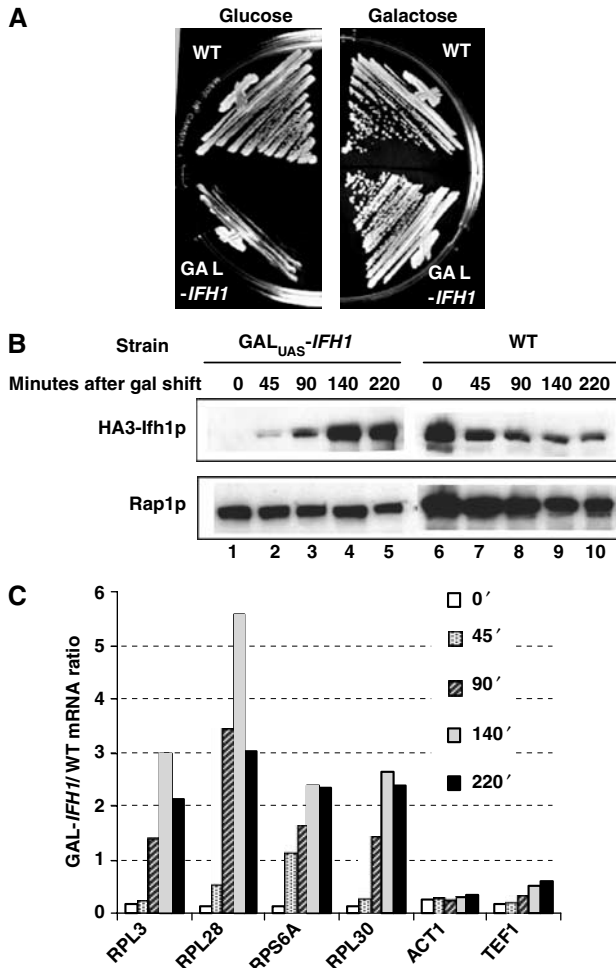 A
Glucose Galactose
WT WT
GAL
-IFH1
GAL
-IFH1
B
Strain GAL_UAS-IFH1 WT
Minutes after gal shift 0 45 90 140 220 0 45 90 140 220
HA3-Ifh1p
Rap1p
1 2 3 4 5 6 7 8 9 10
C
GAL-IFH1/ WT mRNA ratio
6
5
4
3
2
1
0
0′
45′
90′
140′
220′
RPL3 RPL28 RPS6A RPL30 ACT1 TEF1